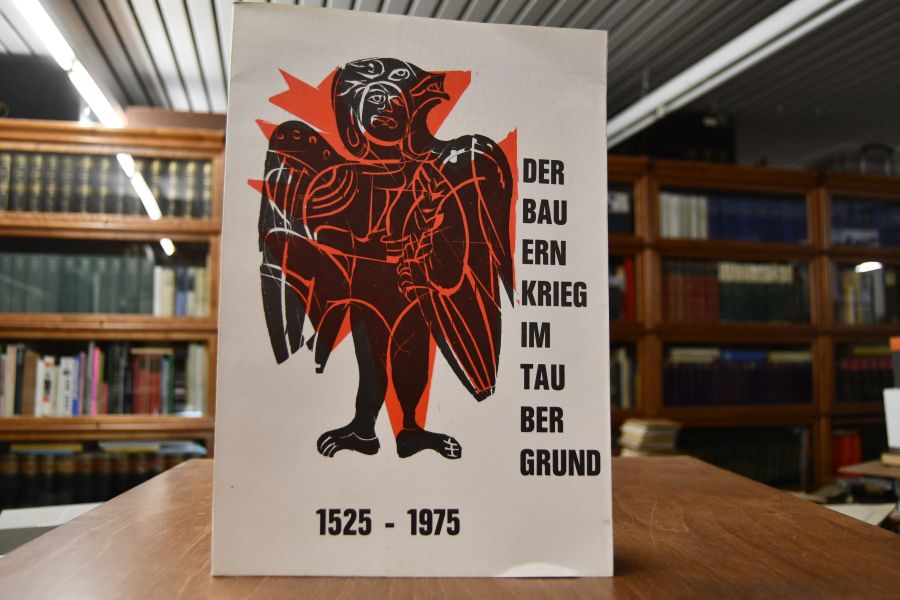 DER
BAU
ERN
KRIEG
IM
TAU
BER
GRUND
1525 - 1975